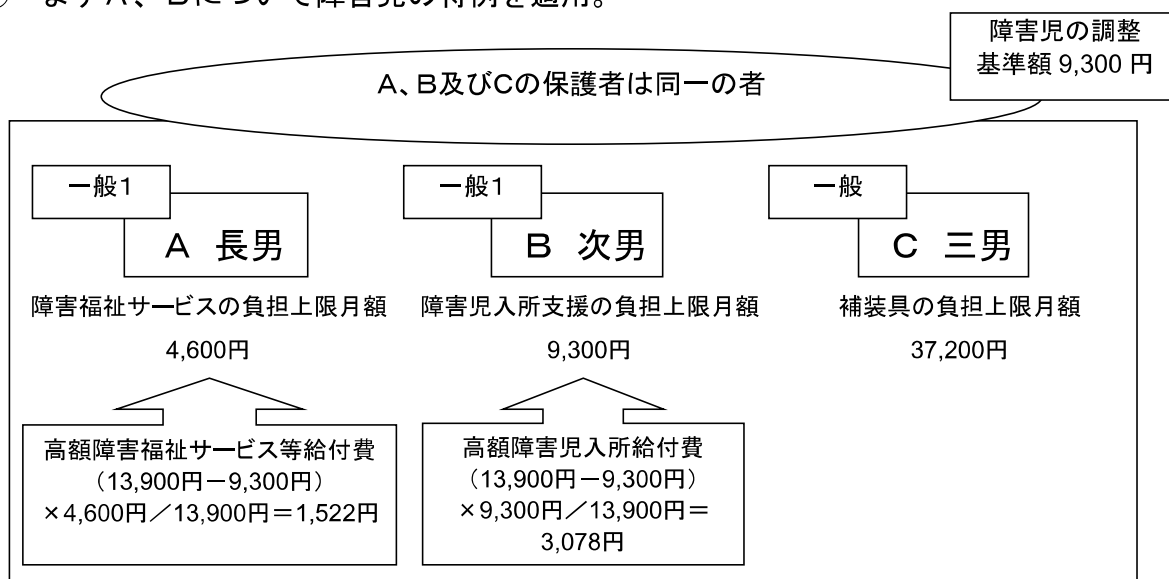 まずＡ、Ｂについて障害児の特例を適用。
障害児の調整
基準額 9,300 円
Ａ、Ｂ及びＣの保護者は同一の者
一般１
Ａ 長男
障害福祉サービスの負担上限月額
4,600円
高額障害福祉サービス等給付費
（13,900円－9,300円）
×4,600円／13,900円＝1,522円
一般１
Ｂ 次男
障害児入所支援の負担上限月額
9,300円
高額障害児入所給付費
（13,900円－9,300円）
×9,300円／13,900円＝
3,078円
一般
Ｃ 三男
補装具の負担上限月額
37,200円